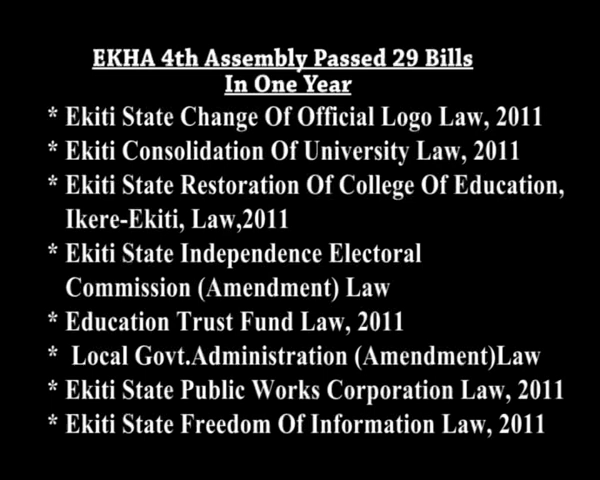 EKHA 4th Assembly Passed 29 Bills
In One Year
* Ekiti State Change Of Official Logo Law, 2011
* Ekiti Consolidation Of University Law, 2011
* Ekiti State Restoration Of College Of Education,
Ikere-Ekiti, Law,2011
* Ekiti State Independence Electoral
Commission (Amendment) Law
* Education Trust Fund Law, 2011
* Local Govt.Administration (Amendment)Law
* Ekiti State Public Works Corporation Law, 2011
* Ekiti State Freedom Of Information Law, 2011